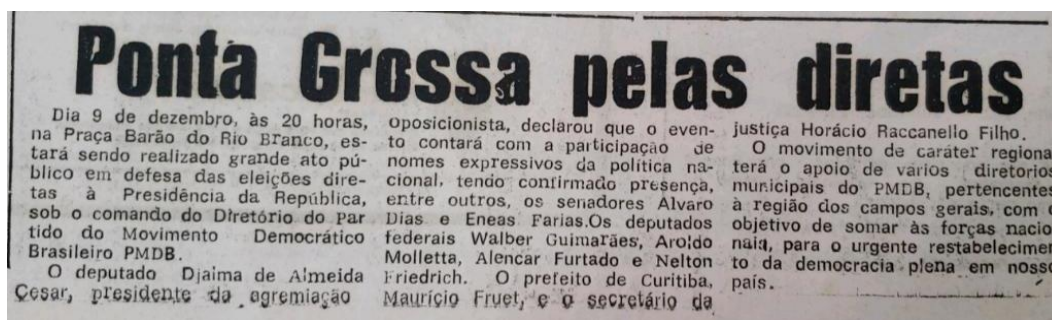 Ponta Grossa pelas diretas
Dia 9 de dezembro, às 20 horas,
na Praça Barão do Rio Branco, es-
tará sendo realizado grande ato pú-
blico em defesa das eleições dire-
tas à Presidência da República,
sob o comando do Diretório do Par
tido do Movimento Democrático
Brasileiro PMDB.
O deputado Djalma de Almeida
Cesar, presidente da agremiação
oposicionista, declarou que o even-
to contará com a participação de
nomes expressivos da política na-
cional, tendo confirmado presença,
entre outros, os senadores Alvaro
Dias e Eneas Farias.Os deputados
federais Walber Guimarães, Aroldo
Molletta, Alencar Furtado e Nelton
Friedrich. O prefeito de Curitiba,
Maurício Fruet, e o secretário da
justiça Horácio Raccanello Filho.
O movimento de caráter regiona
terá o apoio de vários diretórios
municipais do PMDB, pertencentes
à região dos campos gerais, com o
objetivo de somar às forças nacio
naia, para o urgente restabelecimen
to da democracia plena em nosso
país.